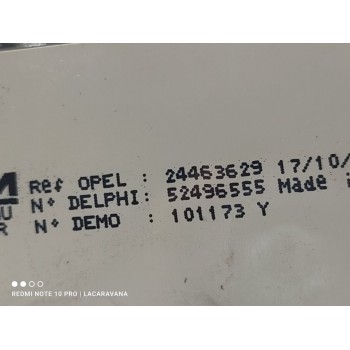 M Ref OPEL : 24463629 17/10/
U N° DELPHI: 52496555 Made
R N° DEMO : 101173 Y
REDMI NOTE 10 PRO | LACARAVANA